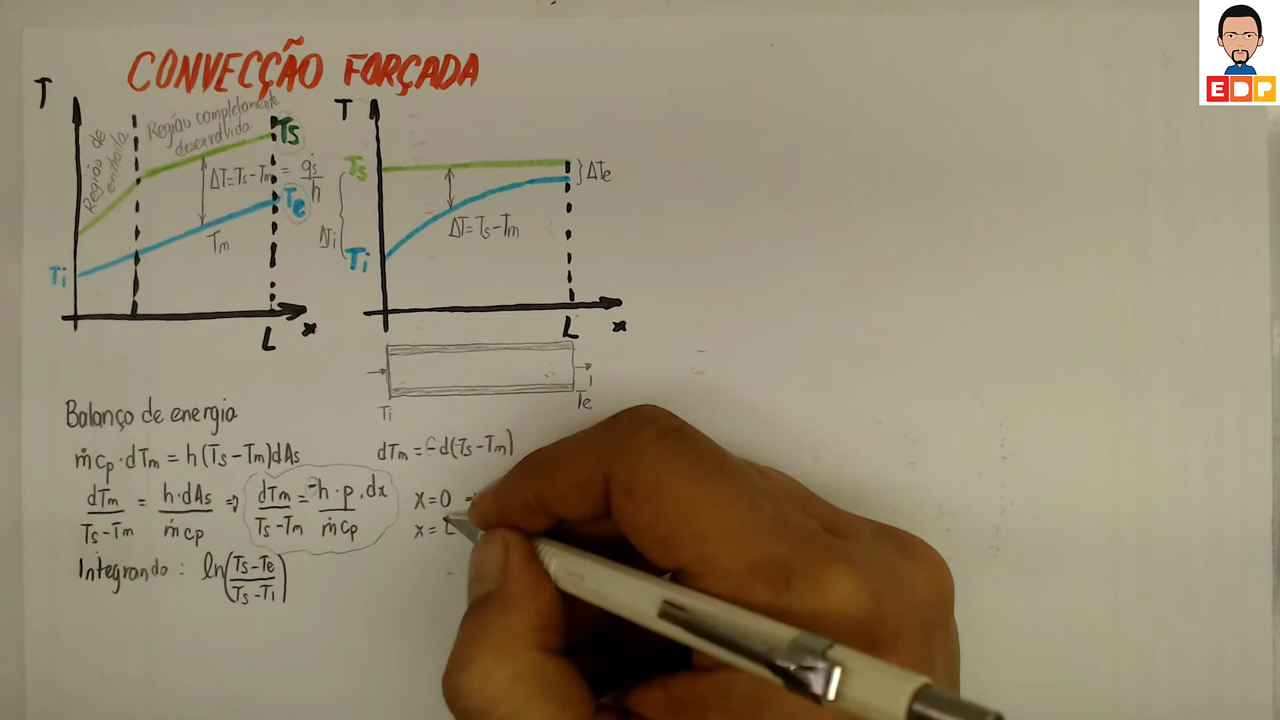 EDP
CONVECÇÃO FORÇADA
T
Região de entrada
Região completamente
desenvolvido
Ts
ΔT=Ts-Tm = q̇s/h
Te
Tm
Ti
L
x
T
Ts
ΔTi
Ti
ΔT=Ts-Tm
ΔTe
L
x
Ti
Te
Balanço de energia
ṁcp·dTm = h(Ts-Tm)dAs
dTm = -d(Ts-Tm)
dTm/(Ts-Tm) = h·dAs/ṁcp ⇒ dTm/(Ts-Tm) = -h·p·dx/ṁcp
x=0
x=L
Integrando: ln((Ts-Te)/(Ts-Ti))